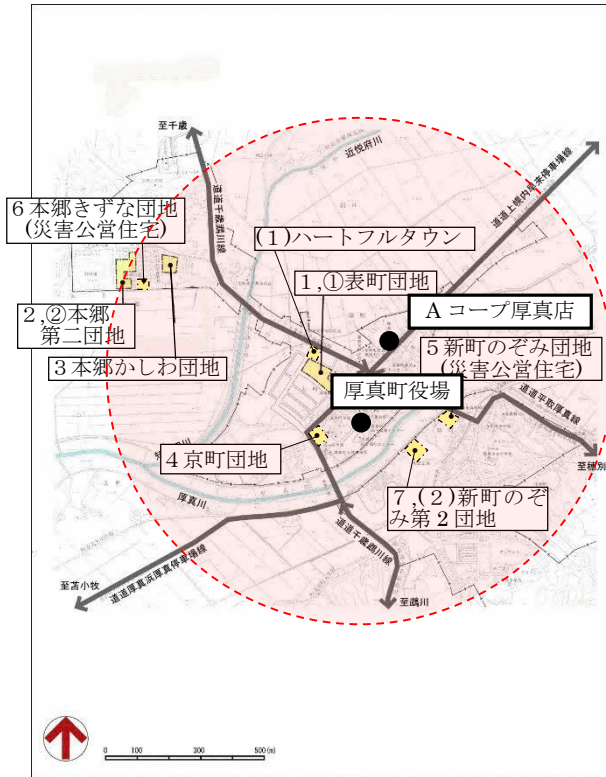 至千歳
近悦府川
道道上幌内早来停車場線
道道千歳鵡川線
6本郷きずな団地
(災害公営住宅)
(1)ハートフルタウン
1,①表町団地
Aコープ厚真店
2,②本郷
第二団地
5新町のぞみ団地
(災害公営住宅)
3本郷かしわ団地
厚真町役場
道道平取厚真線
4京町団地
至穂別
7,(2)新町のぞ
み第2団地
厚真川
道道千歳鵡川線
至苫小牧
道道厚真浜厚真停車場線
至鵡川
0 100 300 500(m)